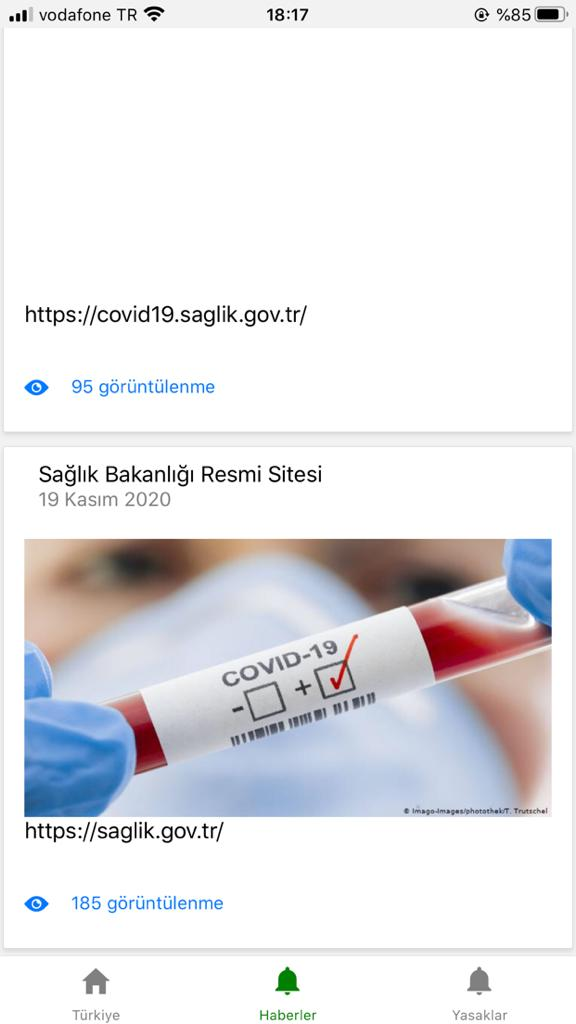 vodafone TR 18:17 %85
https://covid19.saglik.gov.tr/
95 görüntülenme
Sağlık Bakanlığı Resmi Sitesi
19 Kasım 2020
COVID-19
- +
© Imago-Images/photothek/T. Trutschel
https://saglik.gov.tr/
185 görüntülenme
Türkiye Haberler Yasaklar